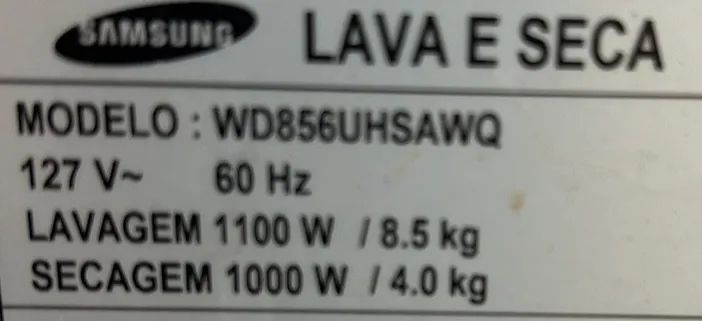 SAMSUNG LAVA E SECA
MODELO : WD856UHSAWQ
127 V~ 60 Hz
LAVAGEM 1100 W / 8.5 kg
SECAGEM 1000 W / 4.0 kg